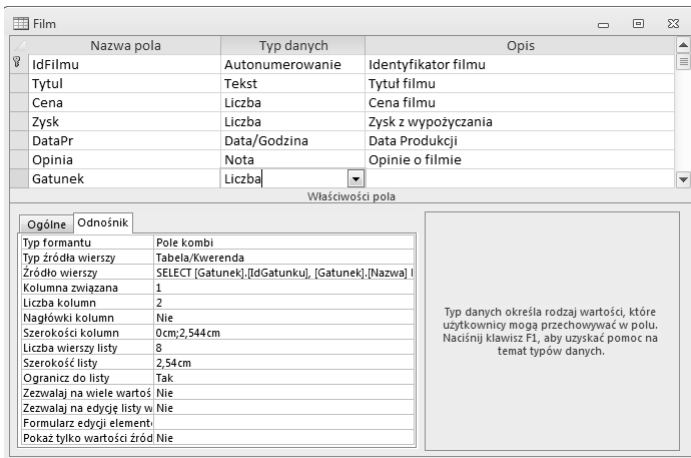 Film
Nazwa pola Typ danych Opis
IdFilmu Autonumerowanie Identyfikator filmu
Tytul Tekst Tytuł filmu
Cena Liczba Cena filmu
Zysk Liczba Zysk z wypożyczania
DataPr Data/Godzina Data Produkcji
Opinia Nota Opinie o filmie
Gatunek Liczba
Właściwości pola
Ogólne Odnośnik
Typ formantu Pole kombi
Typ źródła wierszy Tabela/Kwerenda
Źródło wierszy SELECT [Gatunek].[IdGatunku], [Gatunek].[Nazwa]
Kolumna związana 1
Liczba kolumn 2
Nagłówki kolumn Nie
Szerokości kolumn 0cm;2,544cm
Liczba wierszy listy 8
Szerokość listy 2,54cm
Ogranicz do listy Tak
Zezwalaj na wiele wartoś Nie
Zezwalaj na edycję listy w Nie
Formularz edycji element
Pokaż tylko wartości źród Nie
Typ danych określa rodzaj wartości, które
użytkownicy mogą przechowywać w polu.
Naciśnij klawisz F1, aby uzyskać pomoc na
temat typów danych.